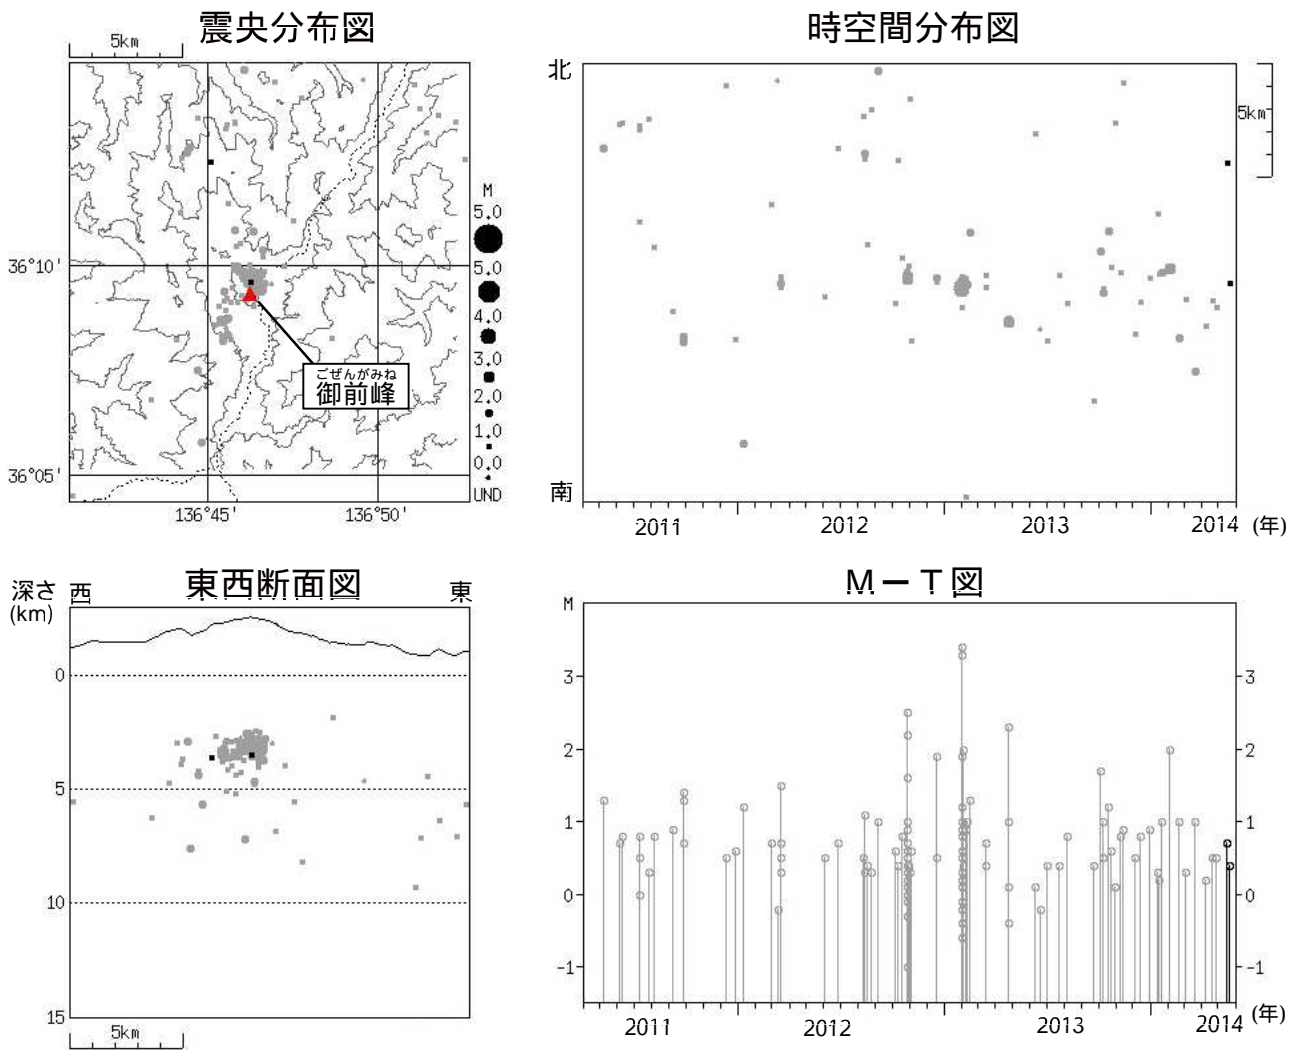 震央分布図
5km
36°10'
36°05'
136°45'
136°50'
ごぜんがみね
御前峰
M
5.0
5.0
4.0
3.0
2.0
1.0
0.0
UND
時空間分布図
北
南
5km
2011
2012
2013
2014
(年)
東西断面図
深さ
(km)
西
東
0
5
10
15
5km
M－T図
M
3
2
1
0
-1
3
2
1
0
-1
2011
2012
2013
2014
(年)